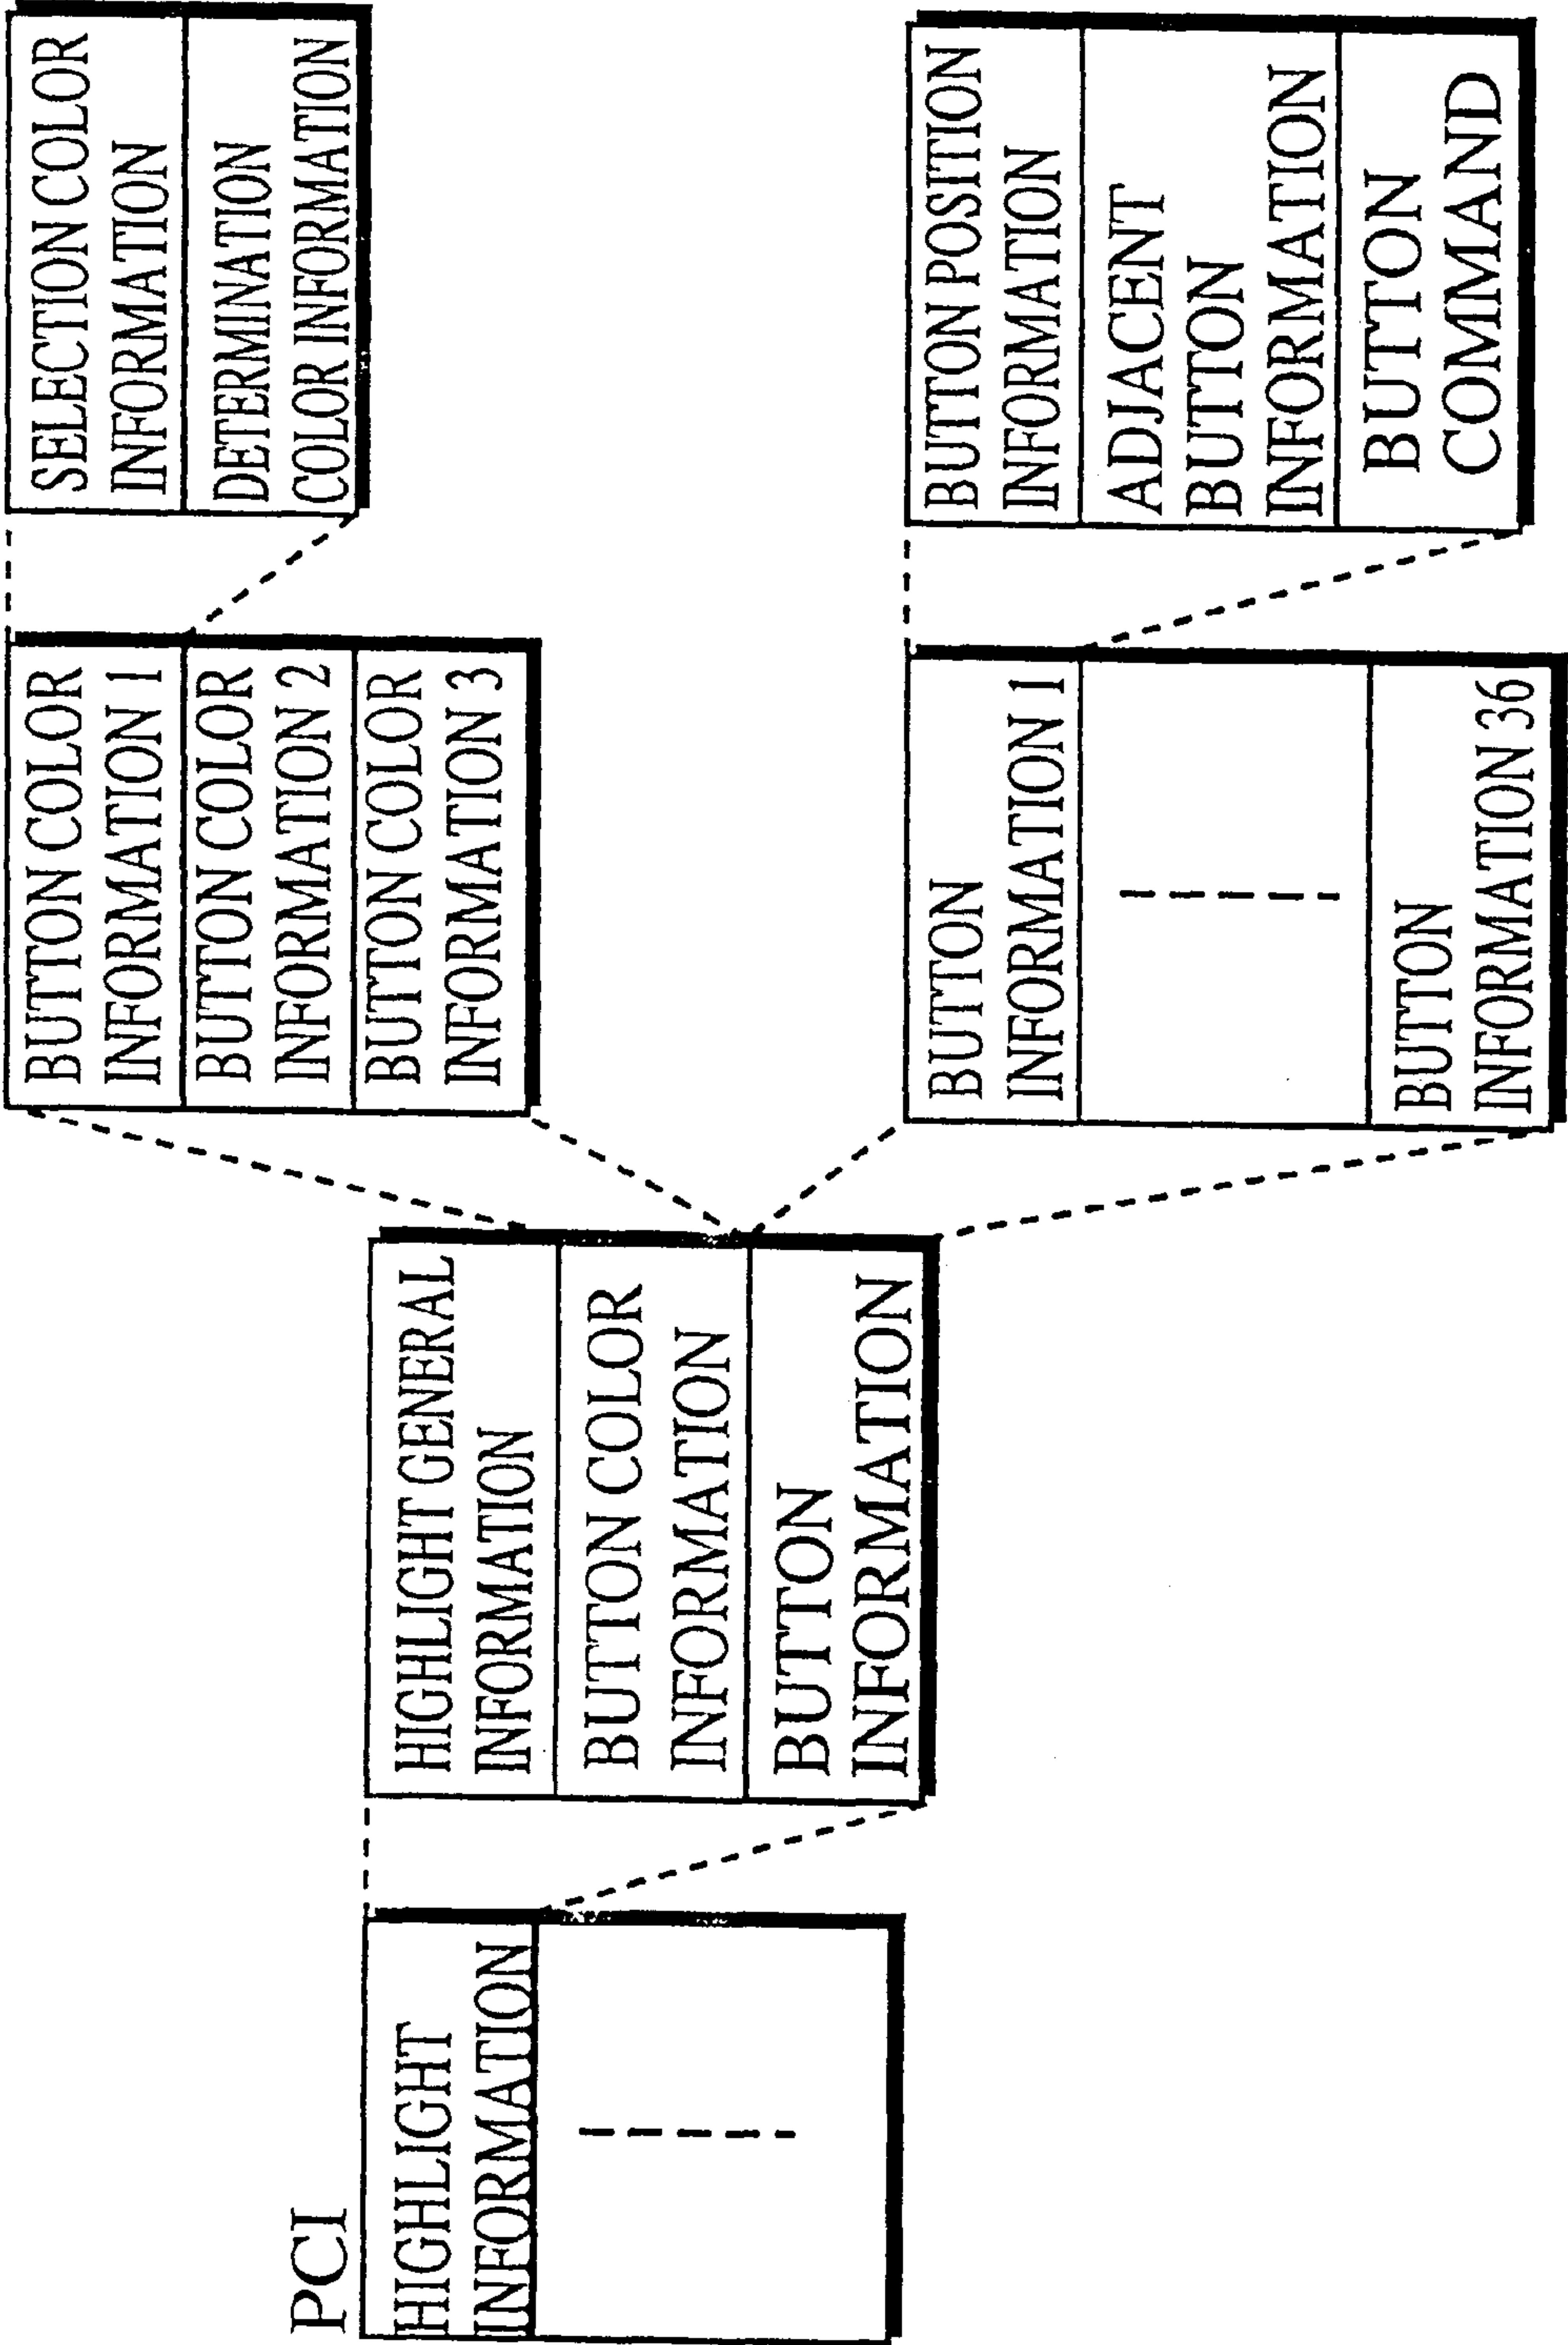 PCI
HIGHLIGHT
INFORMATION
HIGHLIGHT GENERAL
INFORMATION
BUTTON COLOR
INFORMATION
BUTTON
INFORMATION
BUTTON COLOR
INFORMATION 1
BUTTON COLOR
INFORMATION 2
BUTTON COLOR
INFORMATION 3
SELECTION COLOR
INFORMATION
DETERMINATION
COLOR INFORMATION
BUTTON
INFORMATION 1
BUTTON
INFORMATION 36
BUTTON POSITION
INFORMATION
ADJACENT
BUTTON
INFORMATION
BUTTON
COMMAND